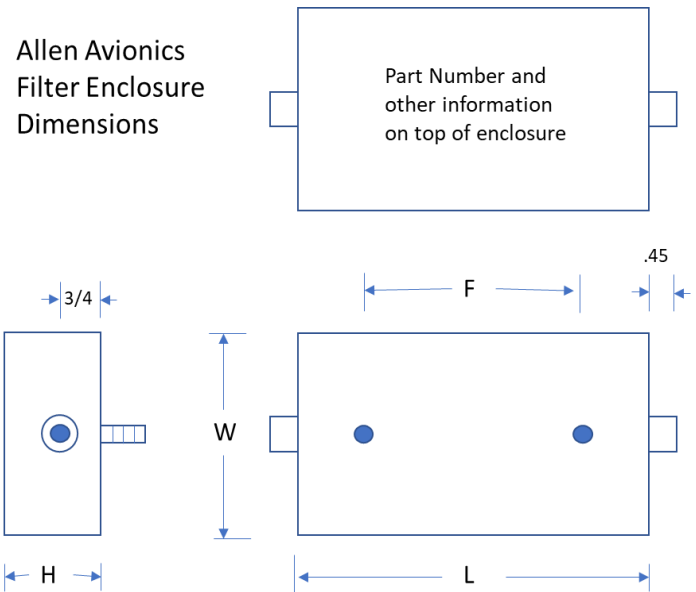 Allen Avionics
Filter Enclosure
Dimensions
Part Number and
other information
on top of enclosure
.45
3/4
F
W
H
L